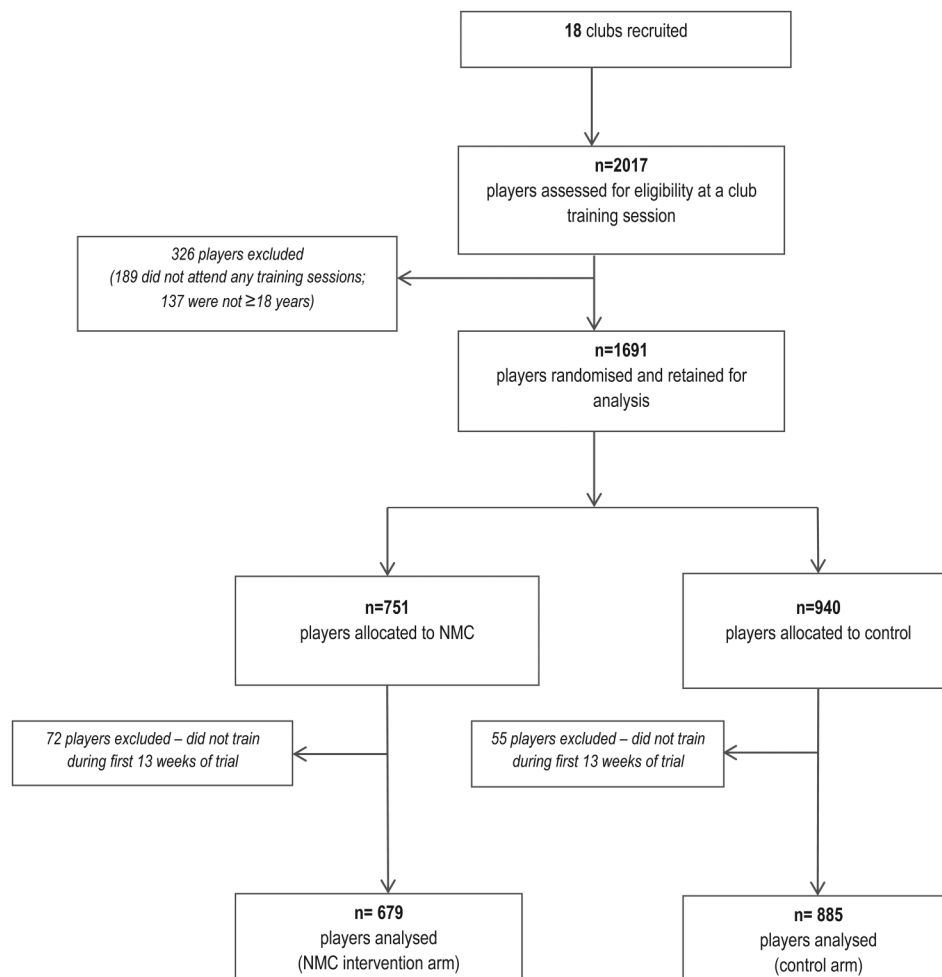 18 clubs recruited
n=2017
players assessed for eligibility at a club
training session
326 players excluded
(189 did not attend any training sessions;
137 were not ≥18 years)
n=1691
players randomised and retained for
analysis
n=751
players allocated to NMC
n=940
players allocated to control
72 players excluded – did not train
during first 13 weeks of trial
55 players excluded – did not train
during first 13 weeks of trial
n= 679
players analysed
(NMC intervention arm)
n= 885
players analysed
(control arm)